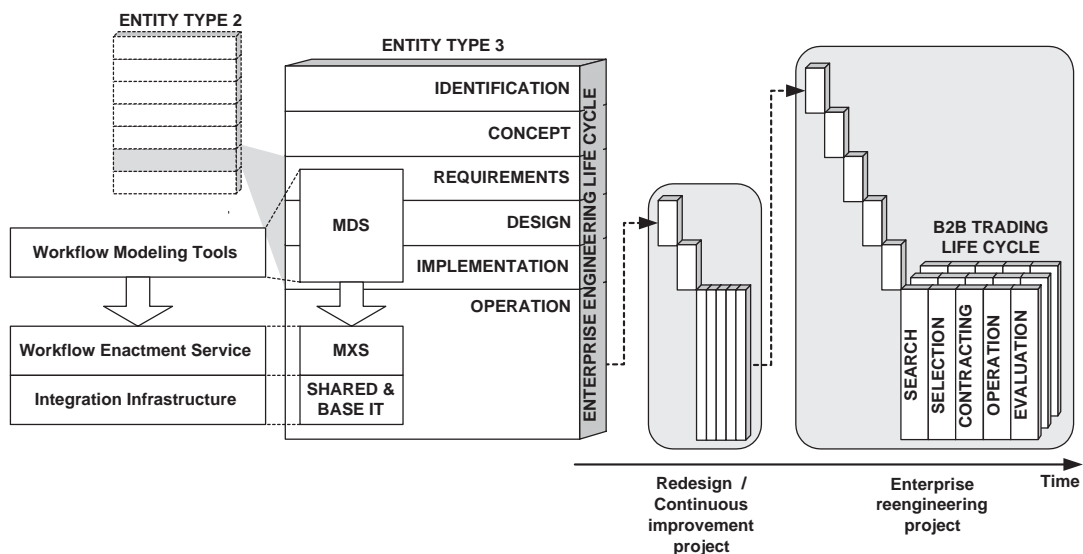 ENTITY TYPE 2
ENTITY TYPE 3
IDENTIFICATION
CONCEPT
REQUIREMENTS
DESIGN
IMPLEMENTATION
OPERATION
ENTERPRISE ENGINEERING LIFE CYCLE
MDS
MXS
SHARED &
BASE IT
Workflow Modeling Tools
Workflow Enactment Service
Integration Infrastructure
B2B TRADING
LIFE CYCLE
SEARCH
SELECTION
CONTRACTING
OPERATION
EVALUATION
Time
Redesign /
Continuous
improvement
project
Enterprise
reengineering
project